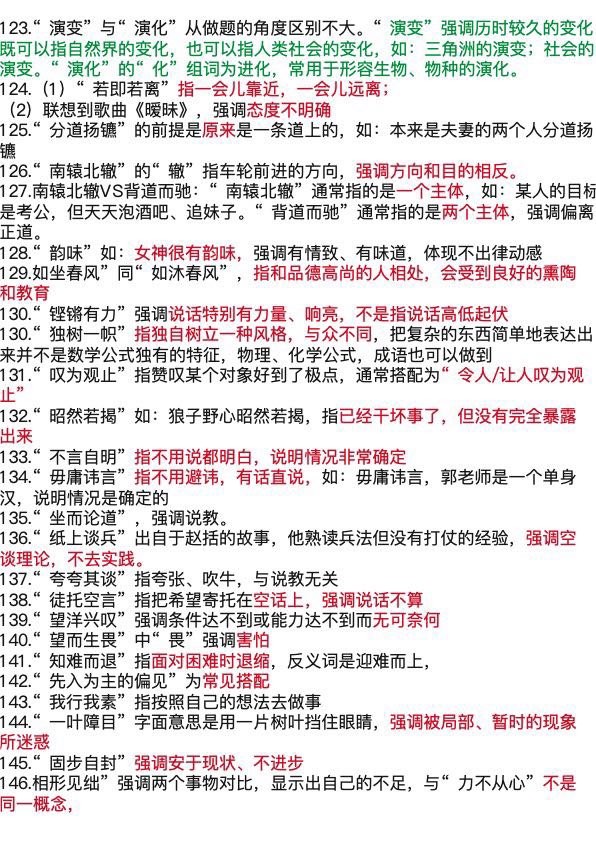 123.“ 演变”与“ 演化”从做题的角度区别不大。“ 演变”强调历时较久的变化
既可以指自然界的变化，也可以指人类社会的变化，如：三角洲的演变；社会的
演变。“ 演化”的“ 化”组词为进化，常用于形容生物、物种的演化。
124.（1）“ 若即若离”指一会儿靠近，一会儿远离；
（2）联想到歌曲《暧昧》，强调态度不明确
125.“ 分道扬镳”的前提是原来是一条道上的，如：本来是夫妻的两个人分道扬
镳
126.“ 南辕北辙”的“ 辙”指车轮前进的方向，强调方向和目的相反。
127.南辕北辙VS背道而驰：“ 南辕北辙”通常指的是一个主体，如：某人的目标
是考公，但天天泡酒吧、追妹子。“ 背道而驰”通常指的是两个主体，强调偏离
正道。
128.“ 韵味”如：女神很有韵味，强调有情致、有味道，体现不出律动感
129.如坐春风”同“ 如沐春风”，指和品德高尚的人相处，会受到良好的熏陶
和教育
130.“ 铿锵有力”强调说话特别有力量、响亮，不是指说话高低起伏
130.“ 独树一帜”指独自树立一种风格，与众不同，把复杂的东西简单地表达出
来并不是数学公式独有的特征，物理、化学公式，成语也可以做到
131.“ 叹为观止”指赞叹某个对象好到了极点，通常搭配为“ 令人/让人叹为观
止”
132.“ 昭然若揭”如：狼子野心昭然若揭，指已经干坏事了，但没有完全暴露
出来
133.“ 不言自明”指不用说都明白，说明情况非常确定
134.“ 毋庸讳言”指不用避讳，有话直说，如：毋庸讳言，郭老师是一个单身
汉，说明情况是确定的
135.“ 坐而论道”，强调说教。
136.“ 纸上谈兵”出自于赵括的故事，他熟读兵法但没有打仗的经验，强调空
谈理论，不去实践。
137.“ 夸夸其谈”指夸张、吹牛，与说教无关
138.“ 徒托空言”指把希望寄托在空话上，强调说话不算
139.“ 望洋兴叹”强调条件达不到或能力达不到而无可奈何
140.“ 望而生畏”中“ 畏”强调害怕
141.“ 知难而退”指面对困难时退缩，反义词是迎难而上，
142.“ 先入为主的偏见”为常见搭配
143.“ 我行我素”指按照自己的想法去做事
144.“ 一叶障目”字面意思是用一片树叶挡住眼睛，强调被局部、暂时的现象
所迷惑
145.“ 固步自封”强调安于现状、不进步
146.相形见绌”强调两个事物对比，显示出自己的不足，与“ 力不从心”不是
同一概念，